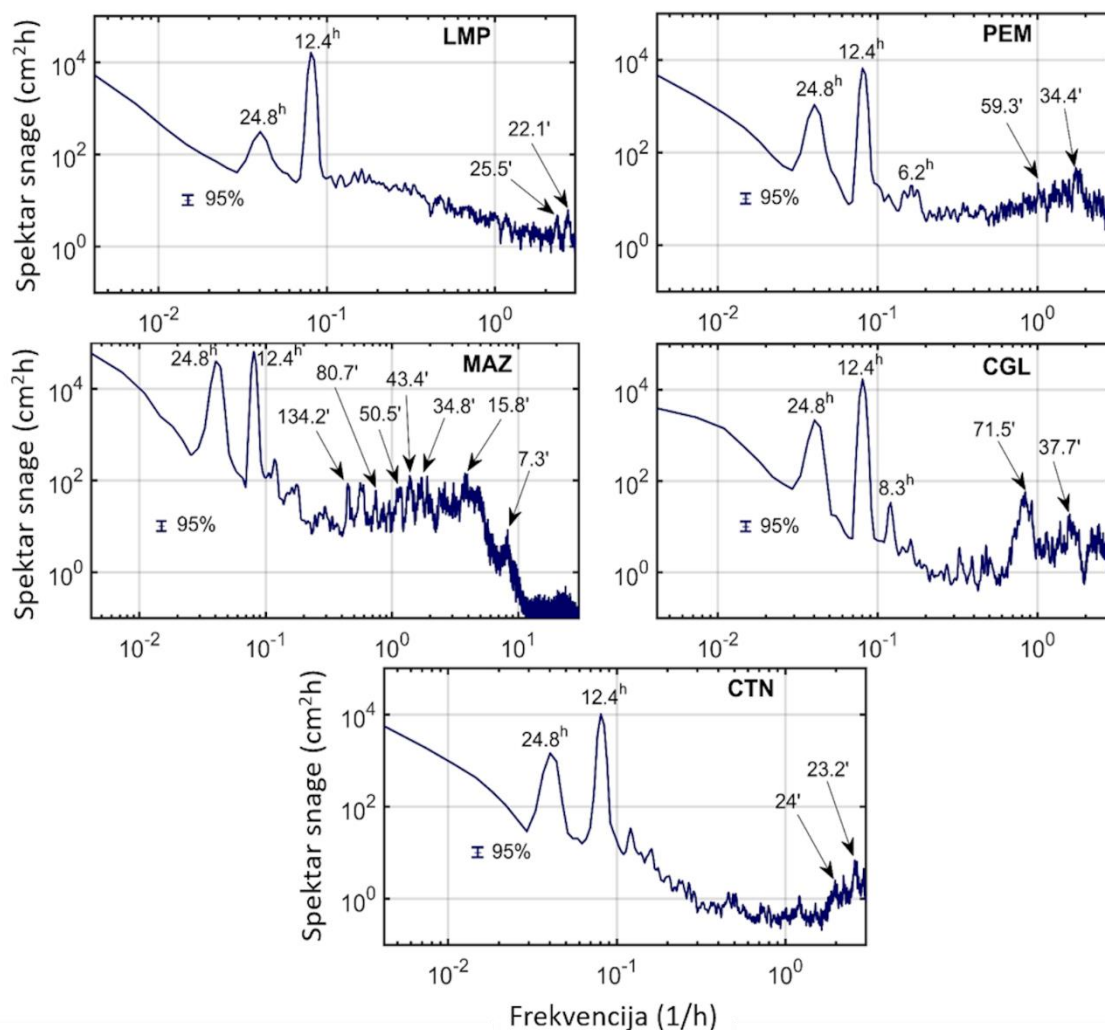 LMP
12.4ʰ
24.8ʰ
22.1'
25.5'
95%
Spektar snage (cm²h)
10⁴
10²
10⁰
10⁻²
10⁻¹
10⁰
PEM
12.4ʰ
24.8ʰ
34.4'
59.3'
6.2ʰ
95%
10⁴
10²
10⁰
10⁻²
10⁻¹
10⁰
MAZ
24.8ʰ
12.4ʰ
43.4'
80.7'
34.8'
15.8'
50.5'
134.2'
7.3'
95%
Spektar snage (cm²h)
10⁴
10²
10⁰
10⁻²
10⁻¹
10⁰
10¹
CGL
12.4ʰ
24.8ʰ
71.5'
37.7'
8.3ʰ
95%
10⁴
10²
10⁰
10⁻²
10⁻¹
10⁰
CTN
12.4ʰ
24.8ʰ
23.2'
24'
95%
Spektar snage (cm²h)
10⁴
10²
10⁰
10⁻²
10⁻¹
10⁰
Frekvencija (1/h)